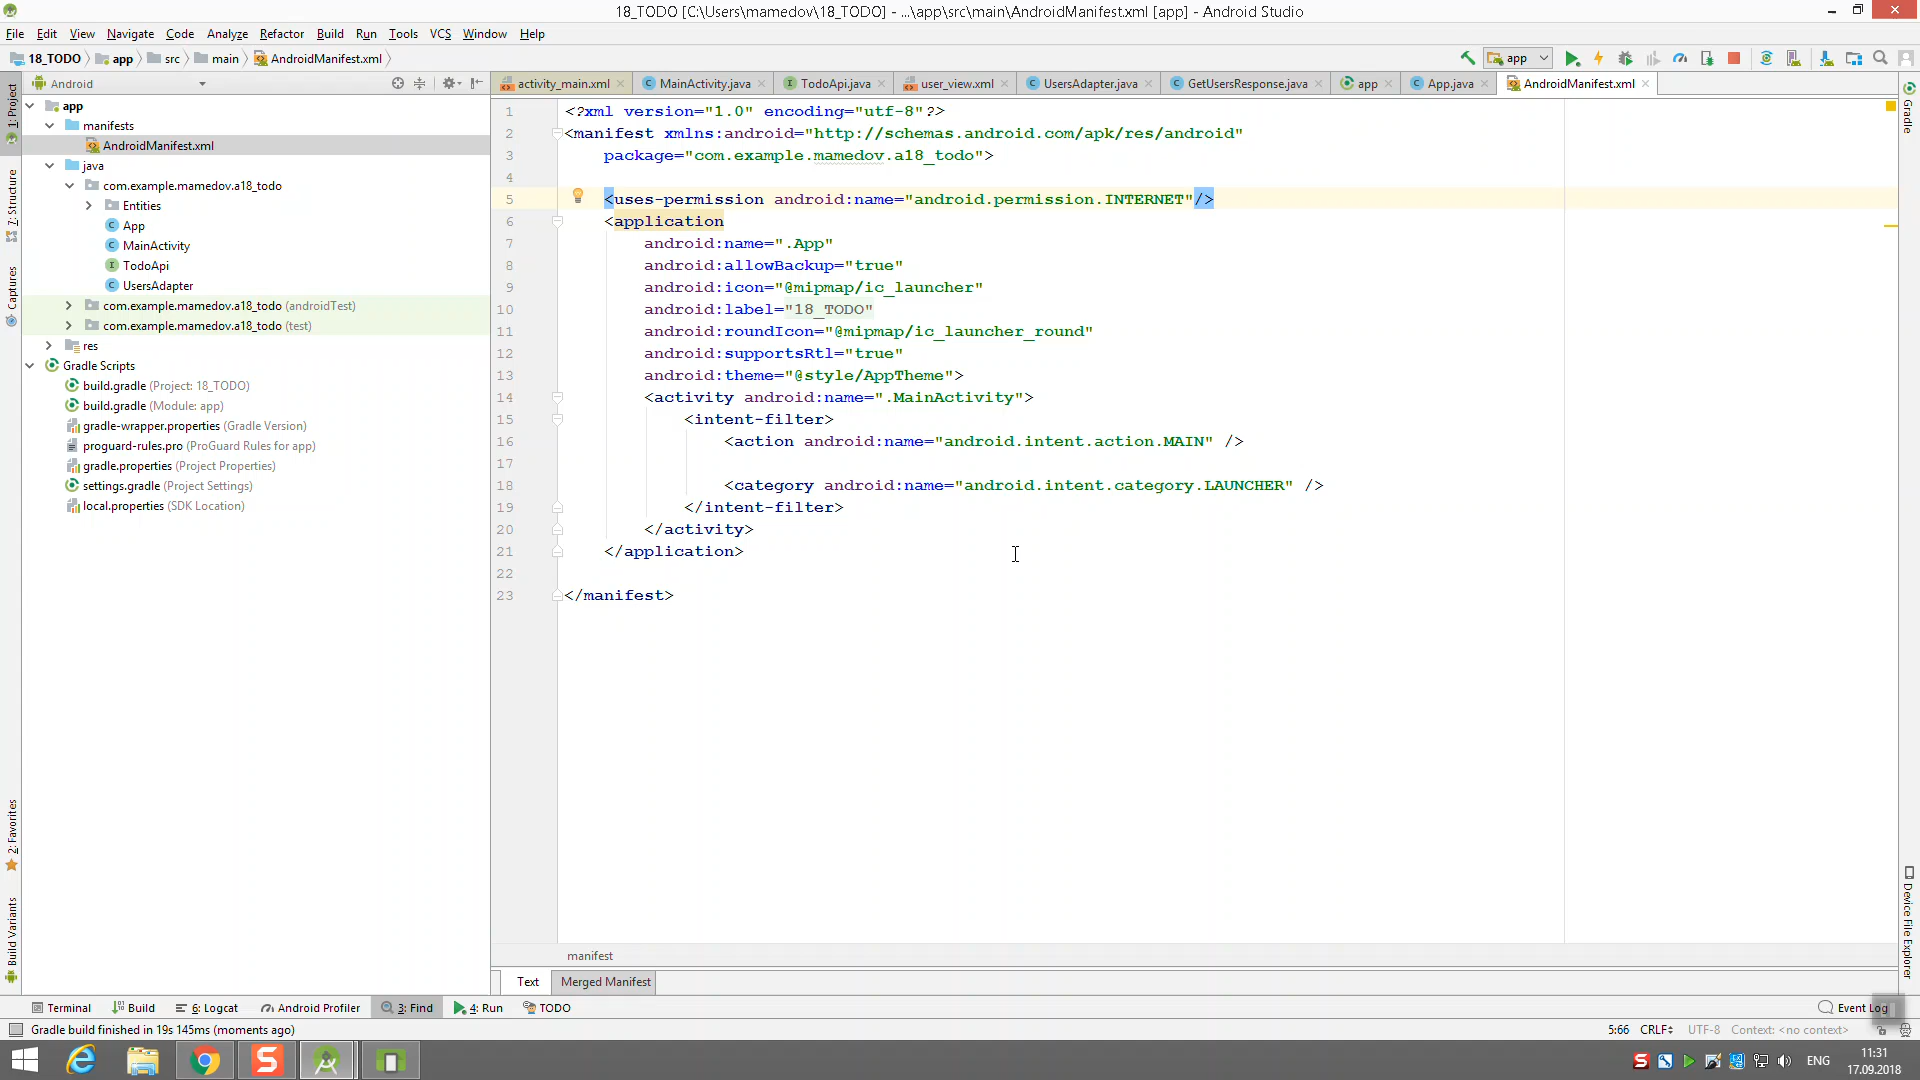 18_TODO [C:\Users\mamedov\18_TODO] - ...\app\src\main\AndroidManifest.xml [app] - Android Studio
File Edit View Navigate Code Analyze Refactor Build Run Tools VCS Window Help
18_TODO app src main AndroidManifest.xml
app
Android
activity_main.xml MainActivity.java TodoApi.java user_view.xml UsersAdapter.java GetUsersResponse.java app App.java AndroidManifest.xml
1: Project
7: Structure
Captures
2: Favorites
Build Variants
app
manifests
AndroidManifest.xml
java
com.example.mamedov.a18_todo
Entities
App
MainActivity
TodoApi
UsersAdapter
com.example.mamedov.a18_todo (androidTest)
com.example.mamedov.a18_todo (test)
res
Gradle Scripts
build.gradle (Project: 18_TODO)
build.gradle (Module: app)
gradle-wrapper.properties (Gradle Version)
proguard-rules.pro (ProGuard Rules for app)
gradle.properties (Project Properties)
settings.gradle (Project Settings)
local.properties (SDK Location)
1 <?xml version="1.0" encoding="utf-8"?>
2 <manifest xmlns:android="http://schemas.android.com/apk/res/android"
3 package="com.example.mamedov.a18_todo">
4
5 <uses-permission android:name="android.permission.INTERNET"/>
6 <application
7 android:name=".App"
8 android:allowBackup="true"
9 android:icon="@mipmap/ic_launcher"
10 android:label="18_TODO"
11 android:roundIcon="@mipmap/ic_launcher_round"
12 android:supportsRtl="true"
13 android:theme="@style/AppTheme">
14 <activity android:name=".MainActivity">
15 <intent-filter>
16 <action android:name="android.intent.action.MAIN" />
17
18 <category android:name="android.intent.category.LAUNCHER" />
19 </intent-filter>
20 </activity>
21 </application>
22
23 </manifest>
Gradle
Device File Explorer
manifest
Text Merged Manifest
Terminal Build 6: Logcat Android Profiler 3: Find 4: Run TODO Event Log
Gradle build finished in 19s 145ms (moments ago) 5:66 CRLF UTF-8 Context: <no context>
ENG
11:31
17.09.2018